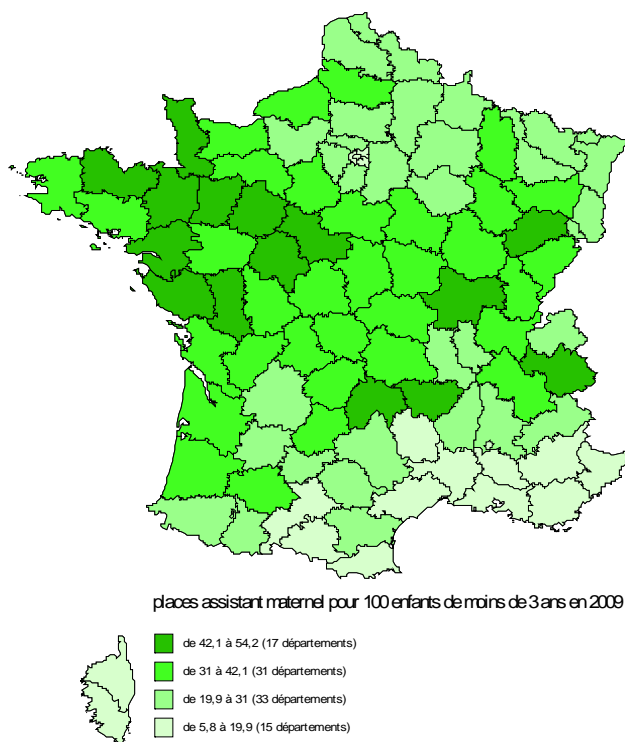 places assistant maternel pour 100 enfants de moins de 3 ans en 2009
de 42,1 à 54,2 (17 départements)
de 31 à 42,1 (31 départements)
de 19,9 à 31 (33 départements)
de 5,8 à 19,9 (15 départements)